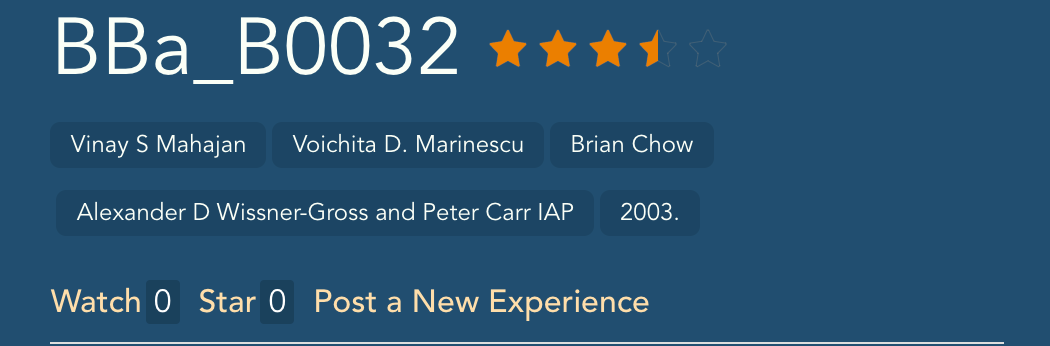 BBa_B0032
Vinay S Mahajan Voichita D. Marinescu Brian Chow
Alexander D Wissner-Gross and Peter Carr IAP 2003.
Watch 0 Star 0 Post a New Experience